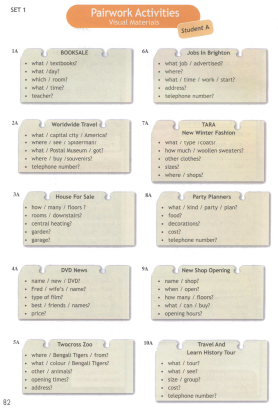 SET 1
Pairwork Activities
Visual Materials
Student A
1A
BOOKSALE
• what / textbooks?
• what /day?
• which / room?
• what / time?
• teacher?
2A
Worldwide Travel
• what / capital city / America?
• where / see / Spiderman?
• what / Postal Museum / got?
• where / buy /souvenirs?
• telephone number?
3A
House For Sale
• how / many / floors ?
• rooms / downstairs?
• central heating?
• garden?
• garage?
4A
DVD News
• name / new / DVD?
• Fred / wife's / name?
• type of film?
• best / friends / names?
• price?
5A
Twocross Zoo
• where / Bengali Tigers / from?
• what / colour / Bengali Tigers?
• other / animals?
• opening times?
• address?
6A
Jobs In Brighton
• what job / advertised?
• where?
• what / time / work / start?
• address?
• telephone number?
7A
TARA
New Winter Fashion
• what / type /coats?
• how much / woollen sweaters?
• other clothes?
• sizes?
• where / shops?
8A
Party Planners
• what / kind / party / plan?
• food?
• decorations?
• cost?
• telephone number?
9A
New Shop Opening
• name / shop?
• when / open?
• how many / floors?
• what / can / buy?
• opening hours?
10A
Travel And
Learn History Tour
• what / tour?
• what / see?
• size / group?
• cost?
• telephone number?
82